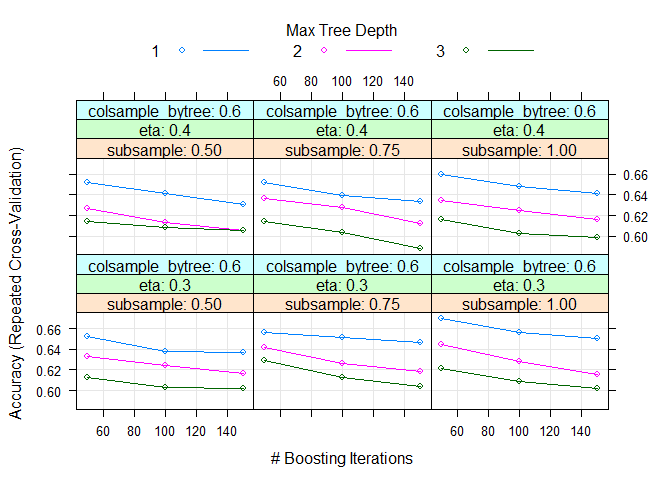 Max Tree Depth
1 2 3
60 80 100 140
colsample_bytree: 0.6 colsample_bytree: 0.6 colsample_bytree: 0.6
eta: 0.4 eta: 0.4 eta: 0.4
subsample: 0.50 subsample: 0.75 subsample: 1.00
0.66
0.64
0.62
0.60
colsample_bytree: 0.6 colsample_bytree: 0.6 colsample_bytree: 0.6
eta: 0.3 eta: 0.3 eta: 0.3
subsample: 0.50 subsample: 0.75 subsample: 1.00
0.66
0.64
0.62
0.60
60 80 100 140 60 80 100 140
# Boosting Iterations
Accuracy (Repeated Cross-Validation)